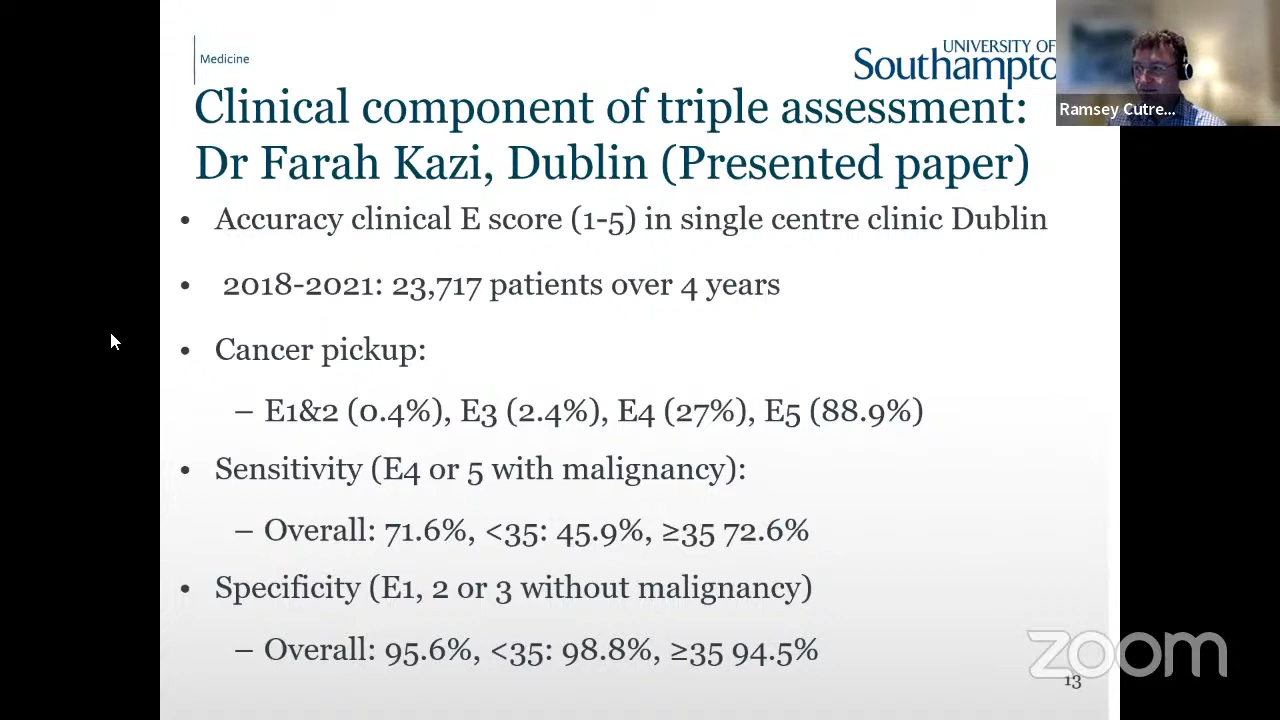 Medicine
UNIVERSITY OF
Southampto
Ramsey Cutre...
Clinical component of triple assessment:
Dr Farah Kazi, Dublin (Presented paper)
• Accuracy clinical E score (1-5) in single centre clinic Dublin
• 2018-2021: 23,717 patients over 4 years
• Cancer pickup:
– E1&2 (0.4%), E3 (2.4%), E4 (27%), E5 (88.9%)
• Sensitivity (E4 or 5 with malignancy):
– Overall: 71.6%, <35: 45.9%, ≥35 72.6%
• Specificity (E1, 2 or 3 without malignancy)
– Overall: 95.6%, <35: 98.8%, ≥35 94.5%
zoom
13